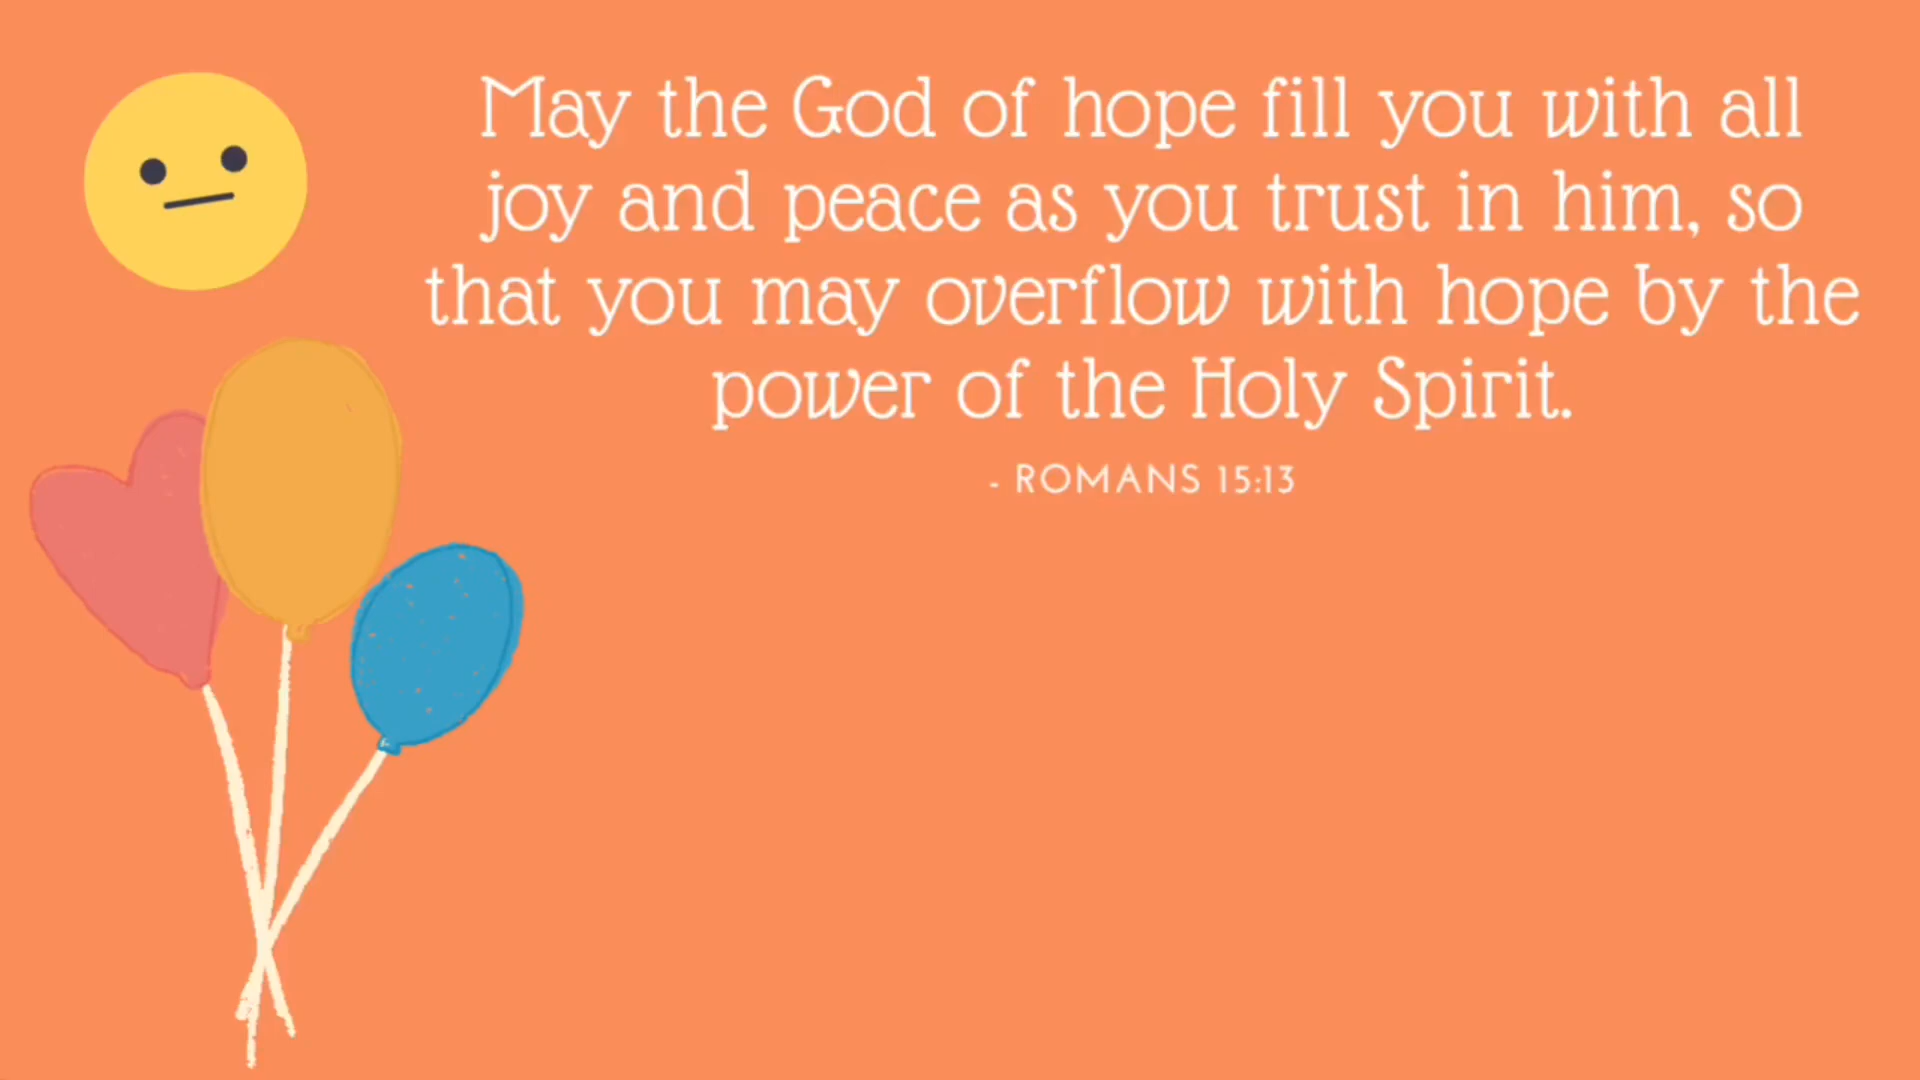 May the God of hope fill you with all
joy and peace as you trust in him, so
that you may overflow with hope by the
power of the Holy Spirit.
- ROMANS 15:13